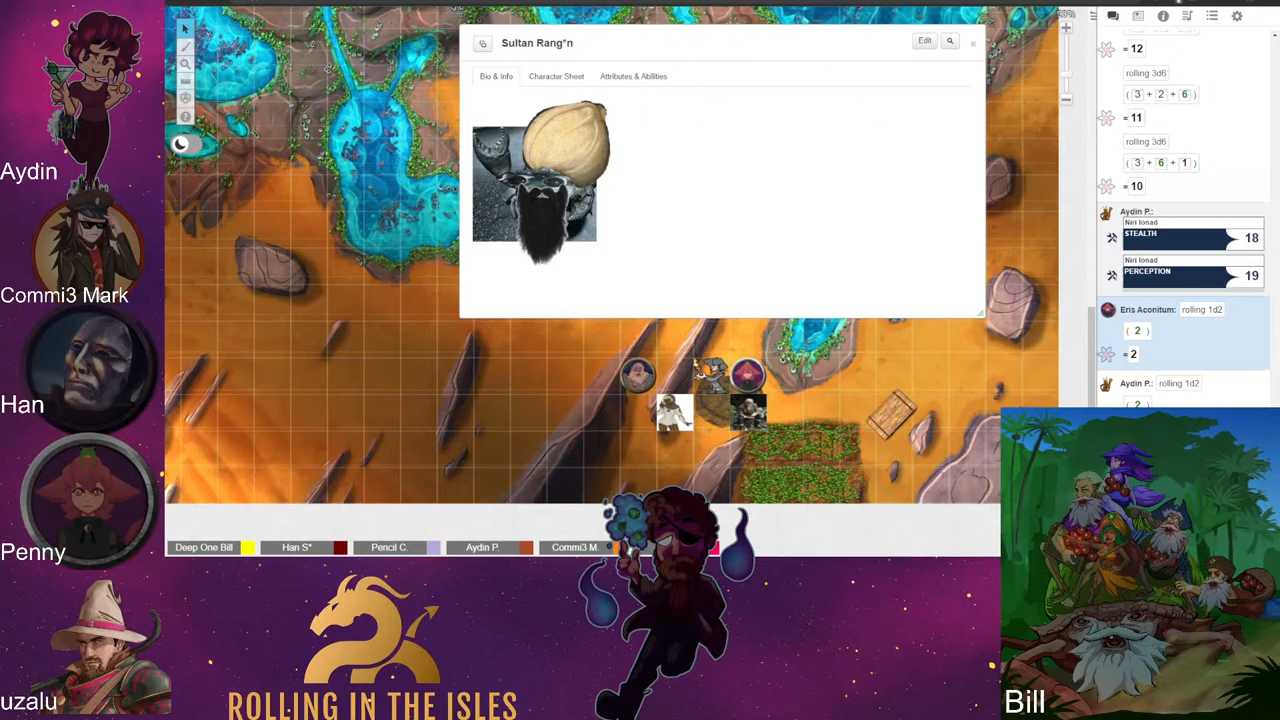 Aydin
Commi3 Mark
Han
Penny
uzalu
Sultan Rang*n
Edit
Bio & Info
Character Sheet
Attributes & Abilities
Deep One Bill
Han S*
Pencil C.
Aydin P.
Commi3 M.
ROLLING IN THE ISLES
= 12
rolling 3d6
( 3 + 2 + 6 )
= 11
rolling 3d6
( 3 + 6 + 1 )
= 10
Aydin P.:
Niri Ionad
STEALTH 18
Niri Ionad
PERCEPTION 19
Eris Aconitum: rolling 1d2
( 2 )
= 2
Aydin P.: rolling 1d2
( 2 )
Bill